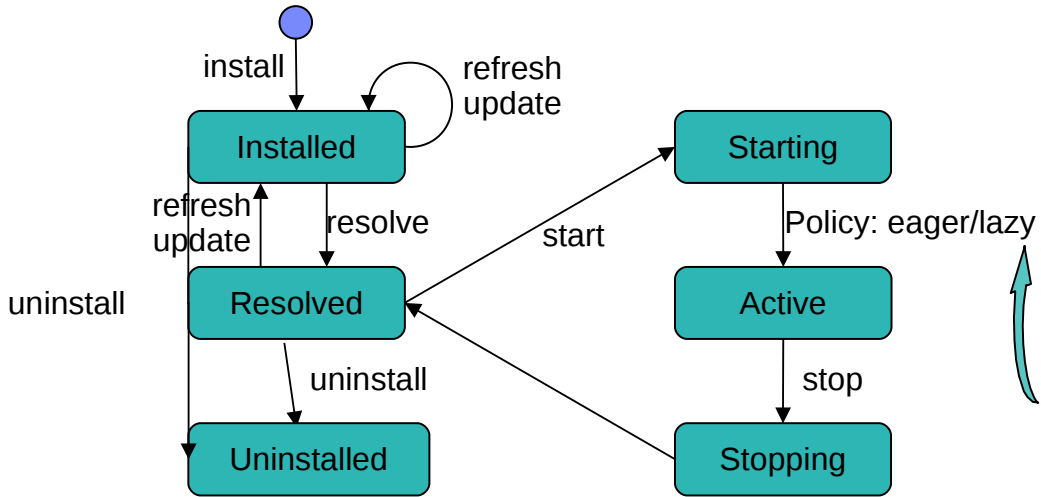 install
refresh
update
Installed
Starting
refresh
update
resolve
start
Policy: eager/lazy
uninstall
Resolved
Active
uninstall
stop
Uninstalled
Stopping